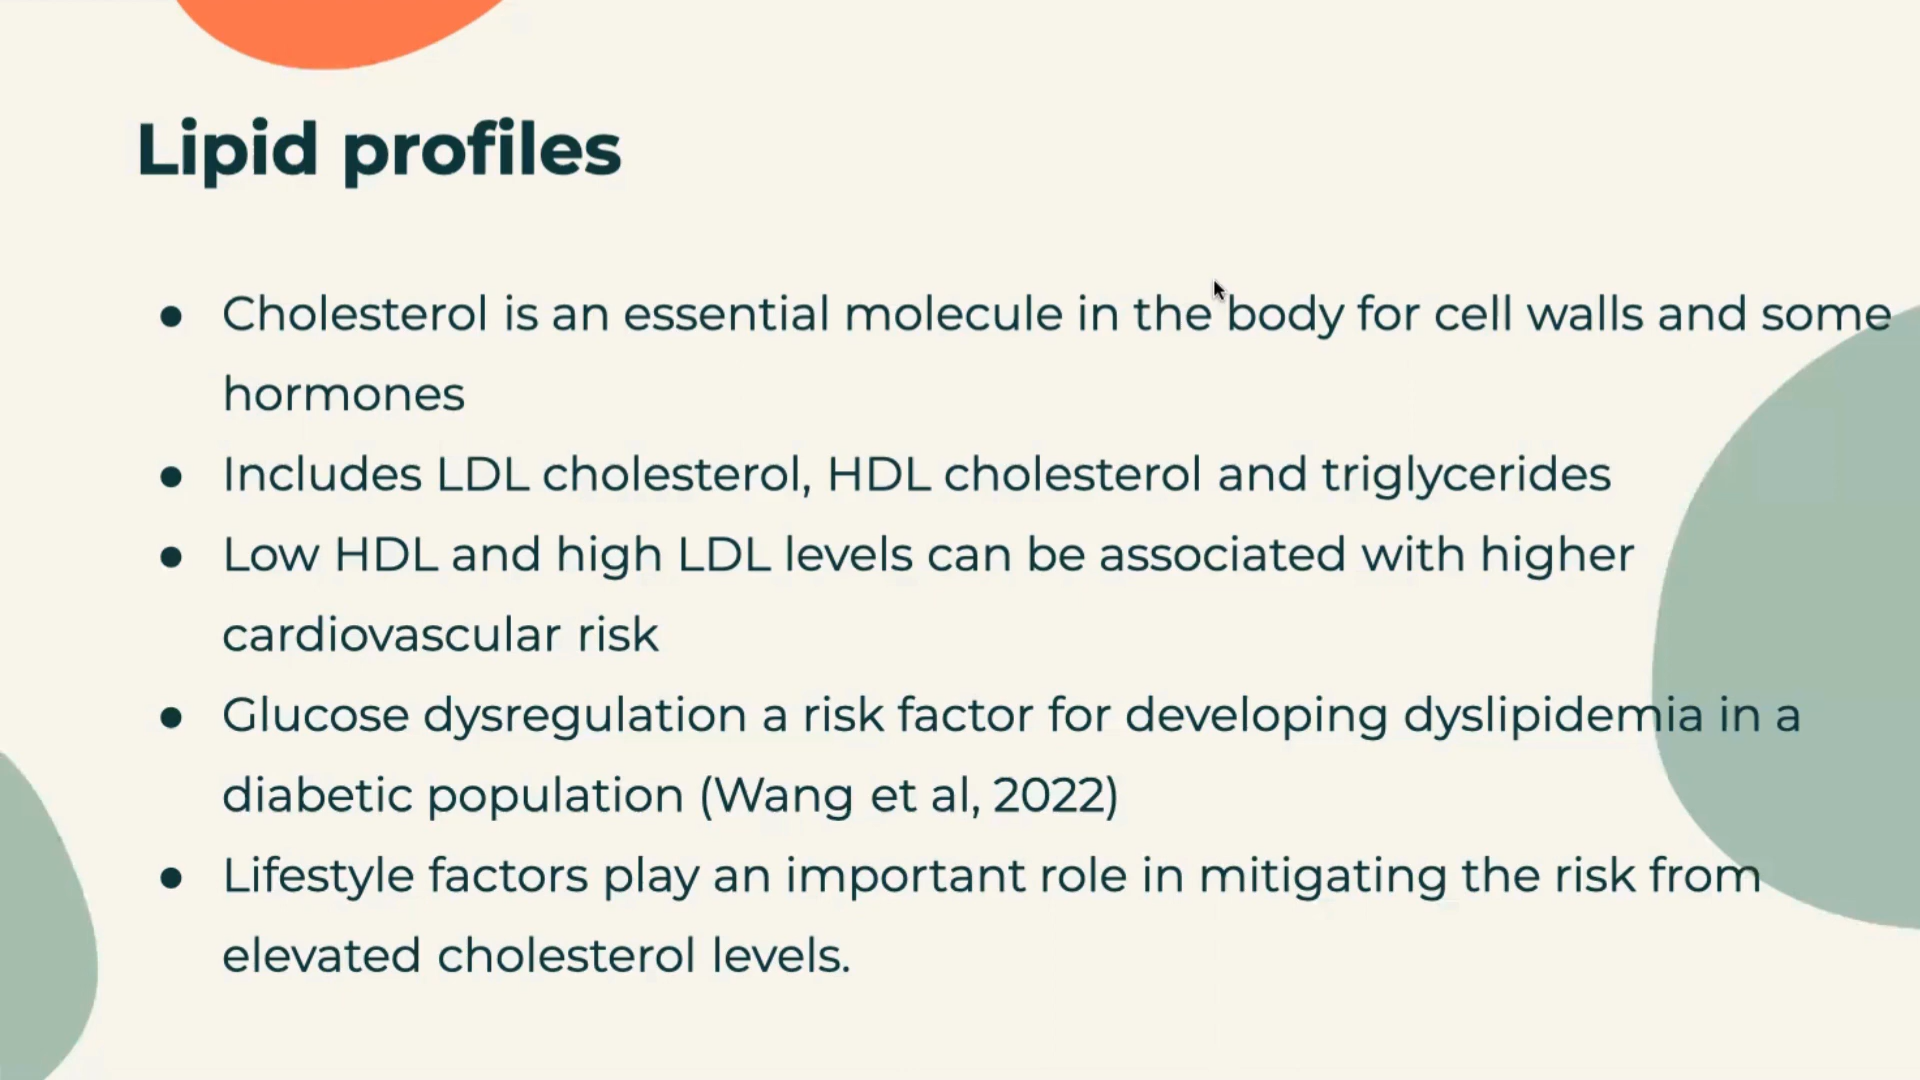 Lipid profiles
● Cholesterol is an essential molecule in the body for cell walls and some
hormones
● Includes LDL cholesterol, HDL cholesterol and triglycerides
● Low HDL and high LDL levels can be associated with higher
cardiovascular risk
● Glucose dysregulation a risk factor for developing dyslipidemia in a
diabetic population (Wang et al, 2022)
● Lifestyle factors play an important role in mitigating the risk from
elevated cholesterol levels.